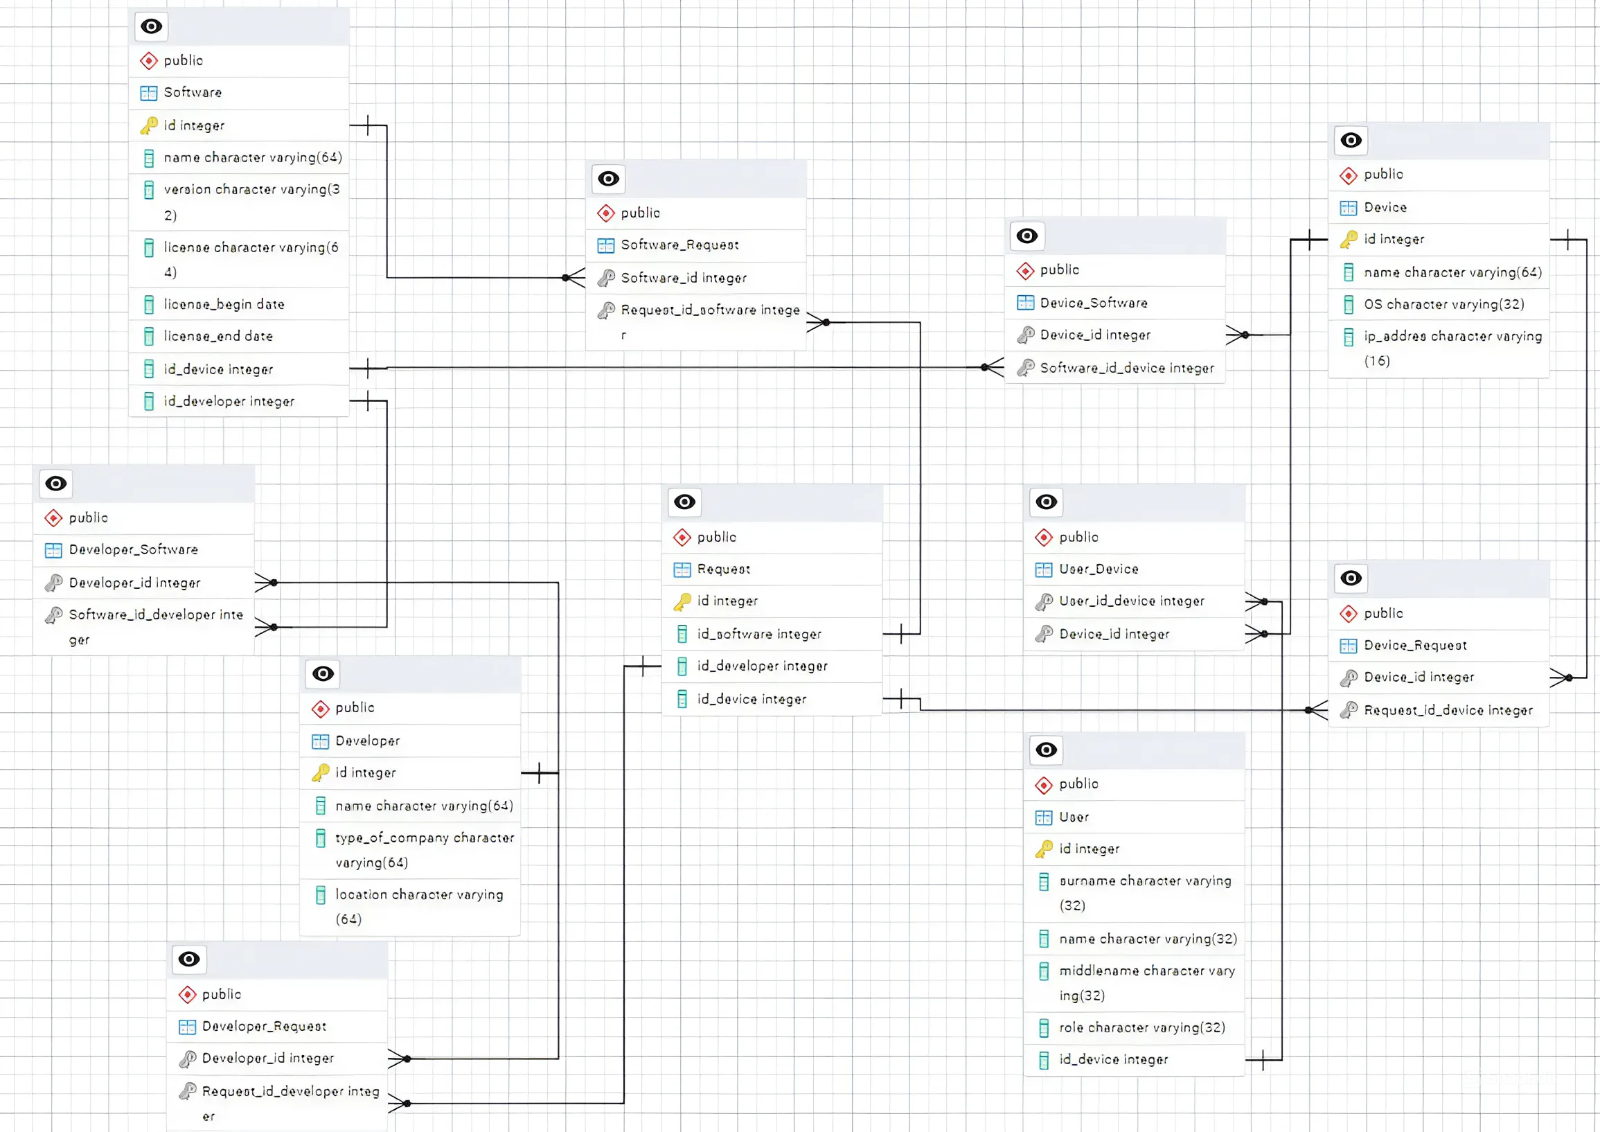 public
Software
id integer
name character varying(64)
version character varying(3
2)
license character varying(6
4)
license_begin date
license_end date
id_device integer
id_developer integer
public
Software_Request
Software_id integer
Request_id_software intege
r
public
Device_Software
Device_id integer
Software_id_device integer
public
Device
id integer
name character varying(64)
OS character varying(32)
ip_addres character varying
(16)
public
Developer_Software
Developer_id integer
Software_id_developer inte
ger
public
Request
id integer
id_software integer
id_developer integer
id_device integer
public
User_Device
User_id_device integer
Device_id integer
public
Device_Request
Device_id integer
Request_id_device integer
public
Developer
id integer
name character varying(64)
type_of_company character
varying(64)
location character varying
(64)
public
User
id integer
surname character varying
(32)
name character varying(32)
middlename character vary
ing(32)
role character varying(32)
id_device integer
public
Developer_Request
Developer_id integer
Request_id_developer integ
er